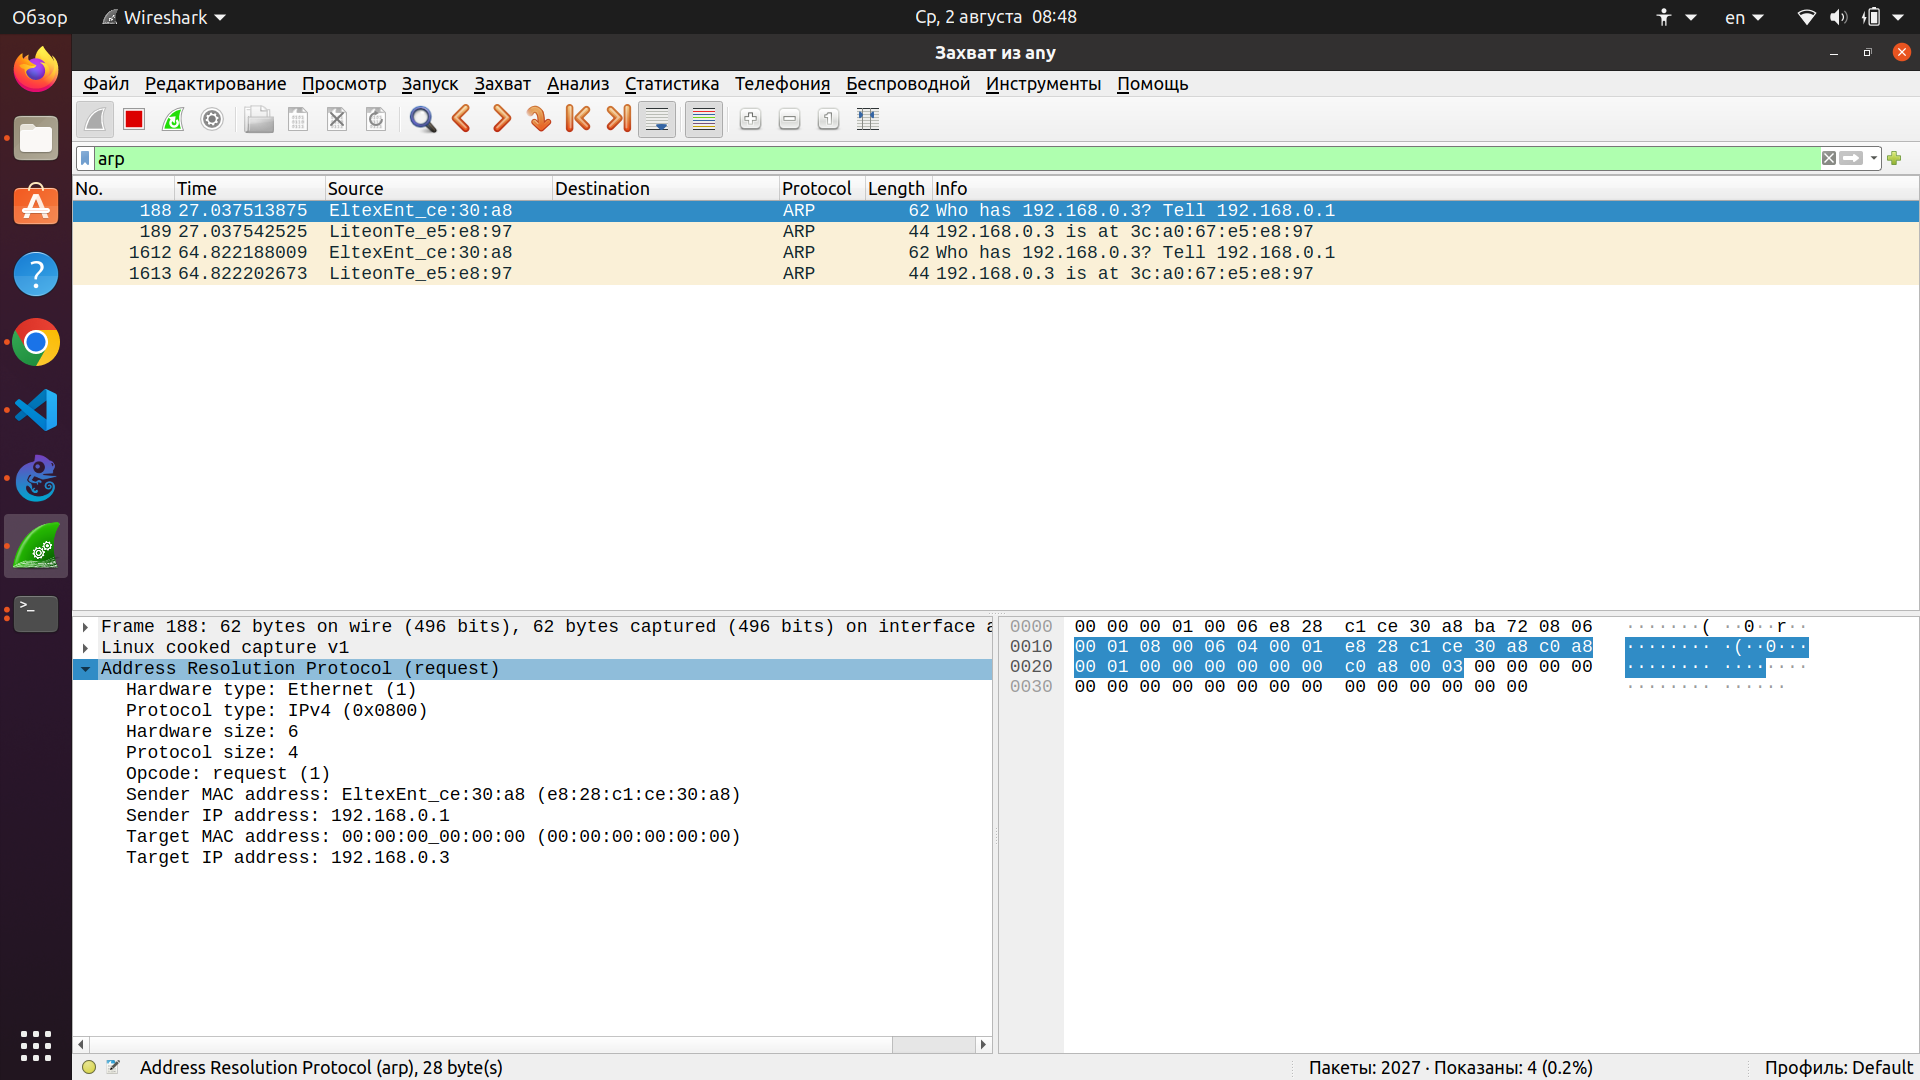 Обзор Wireshark Ср, 2 августа 08:48 en
Захват из any
Файл Редактирование Просмотр Запуск Захват Анализ Статистика Телефония Беспроводной Инструменты Помощь
arp
No. Time Source Destination Protocol Length Info
188 27.037513875 EltexEnt_ce:30:a8 ARP 62 Who has 192.168.0.3? Tell 192.168.0.1
189 27.037542525 LiteonTe_e5:e8:97 ARP 44 192.168.0.3 is at 3c:a0:67:e5:e8:97
1612 64.822188009 EltexEnt_ce:30:a8 ARP 62 Who has 192.168.0.3? Tell 192.168.0.1
1613 64.822202673 LiteonTe_e5:e8:97 ARP 44 192.168.0.3 is at 3c:a0:67:e5:e8:97
Frame 188: 62 bytes on wire (496 bits), 62 bytes captured (496 bits) on interface
Linux cooked capture v1
Address Resolution Protocol (request)
Hardware type: Ethernet (1)
Protocol type: IPv4 (0x0800)
Hardware size: 6
Protocol size: 4
Opcode: request (1)
Sender MAC address: EltexEnt_ce:30:a8 (e8:28:c1:ce:30:a8)
Sender IP address: 192.168.0.1
Target MAC address: 00:00:00_00:00:00 (00:00:00:00:00:00)
Target IP address: 192.168.0.3
0000 00 00 00 01 00 06 e8 28 c1 ce 30 a8 ba 72 08 06 ·······( ··0··r··
0010 00 01 08 00 06 04 00 01 e8 28 c1 ce 30 a8 c0 a8 ········ ·(··0···
0020 00 01 00 00 00 00 00 00 c0 a8 00 03 00 00 00 00 ········ ········
0030 00 00 00 00 00 00 00 00 00 00 00 00 00 00 ········ ······
Address Resolution Protocol (arp), 28 byte(s) Пакеты: 2027 · Показаны: 4 (0.2%) Профиль: Default